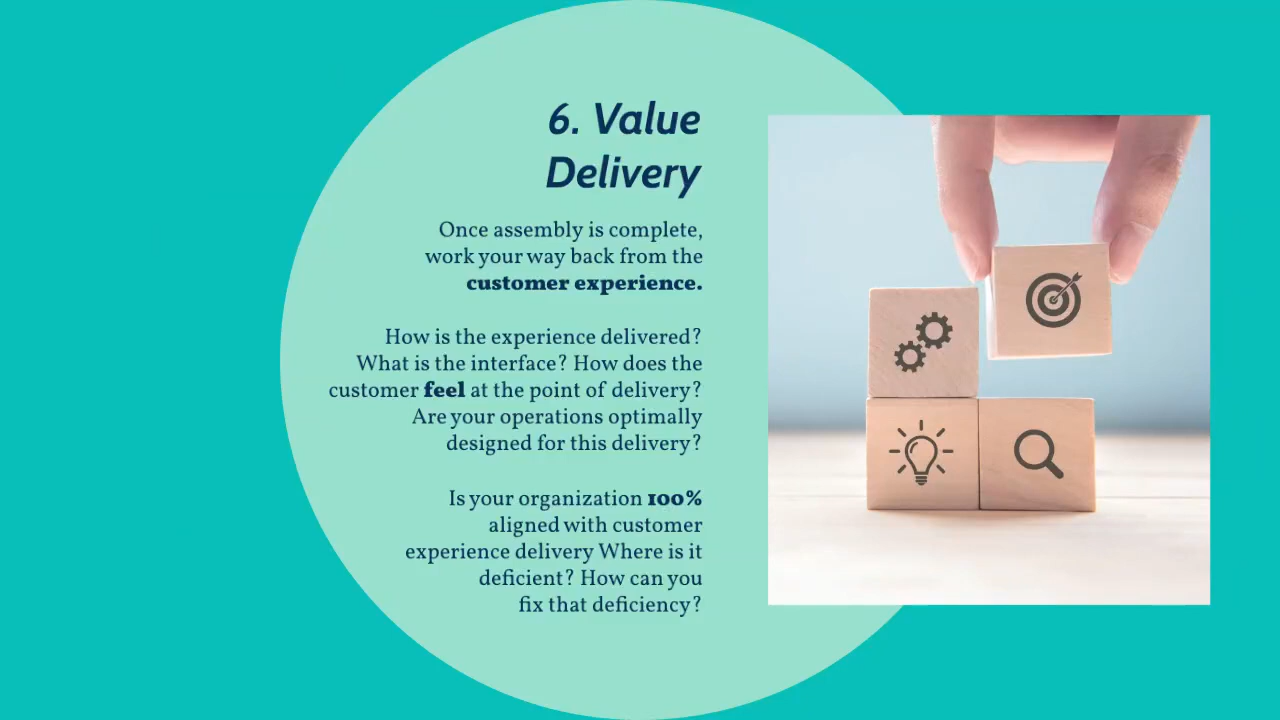 6. Value
Delivery
Once assembly is complete,
work your way back from the
customer experience.
How is the experience delivered?
What is the interface? How does the
customer feel at the point of delivery?
Are your operations optimally
designed for this delivery?
Is your organization 100%
aligned with customer
experience delivery Where is it
deficient? How can you
fix that deficiency?